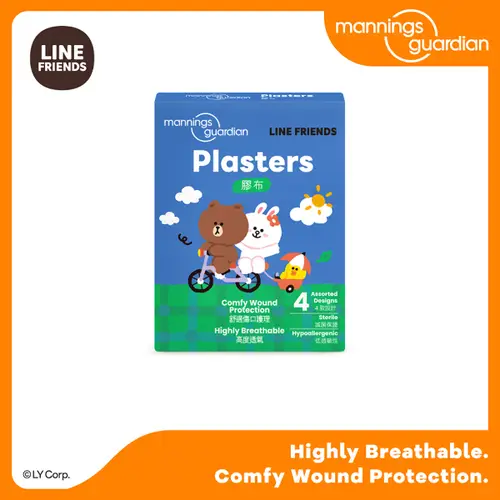 LINE
FRIENDS
mannings
guardian
mannings
guardian
LINE FRIENDS
Plasters
膠布
Comfy Wound
Protection
舒適傷口護理
Highly Breathable
高度透氣
4
Assorted
Designs
4款設計
Sterile
滅菌保護
Hypoallergenic
低過敏性
©LY Corp.
Highly Breathable.
Comfy Wound Protection.